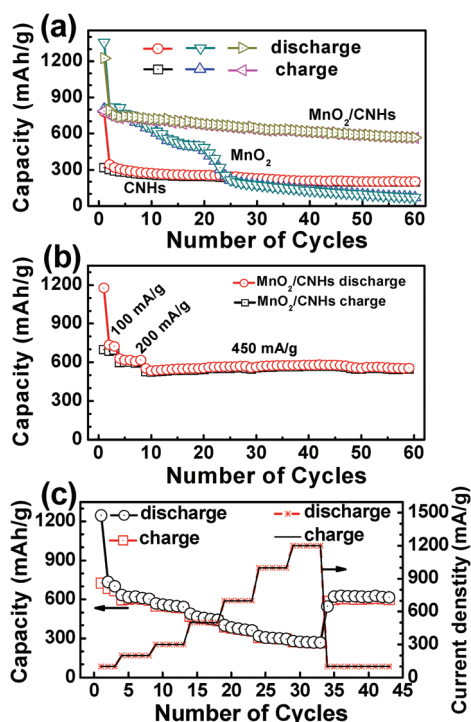 (a)
Capacity (mAh/g)
1200
900
600
300
0
discharge
charge
MnO2/CNHs
MnO2
CNHs
0 10 20 30 40 50 60
Number of Cycles
(b)
Capacity (mAh/g)
1200
900
600
300
0
MnO2/CNHs discharge
MnO2/CNHs charge
100 mA/g
200 mA/g
450 mA/g
0 10 20 30 40 50 60
Number of Cycles
(c)
Capacity (mAh/g)
1200
900
600
300
0
discharge
charge
discharge
charge
1500
1200
900
600
300
0
Current denstity (mA/g)
0 5 10 15 20 25 30 35 40 45
Number of Cycles